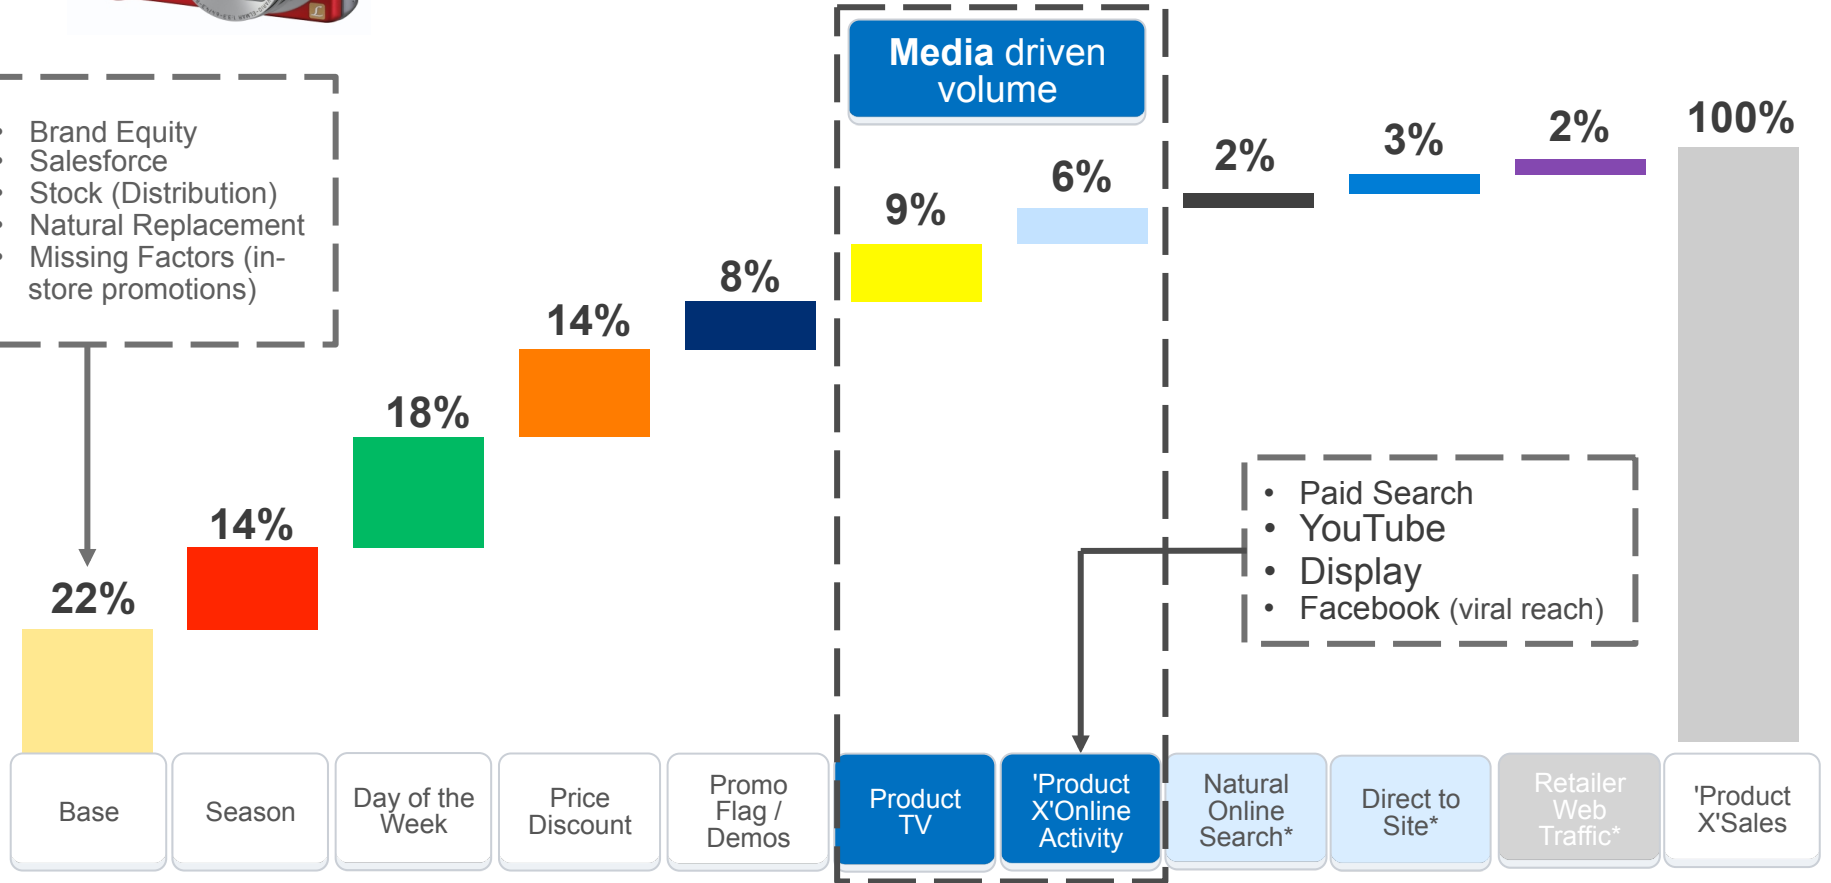 Media driven
volume
• Brand Equity
• Salesforce
• Stock (Distribution)
• Natural Replacement
• Missing Factors (in-
store promotions)
22%
14%
18%
14%
8%
9%
6%
2%
3%
2%
100%
• Paid Search
• YouTube
• Display
• Facebook (viral reach)
Base
Season
Day of the
Week
Price
Discount
Promo
Flag /
Demos
Product
TV
'Product
X'Online
Activity
Natural
Online
Search*
Direct to
Site*
Retailer
Web
Traffic*
'Product
X'Sales